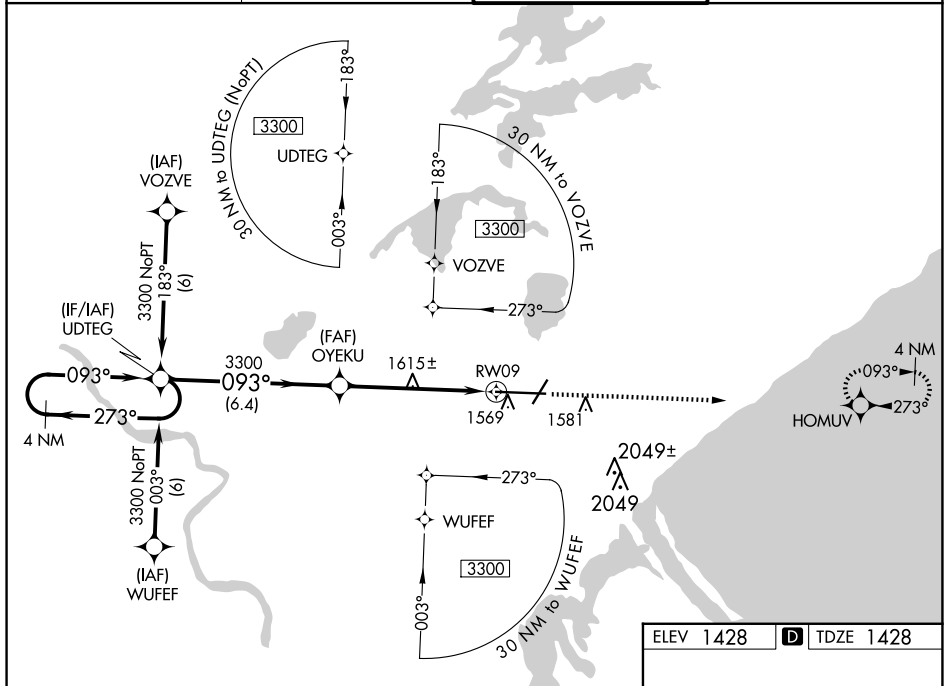 30 NM to UDTEG (NoPT)
183°
3300
UDTEG
003°
30 NM to VOZVE
183°
3300
VOZVE
273°
(IAF)
VOZVE
3300 NoPT
183°
(6)
(IF/IAF)
UDTEG
093°
273°
4 NM
3300
093°
(6.4)
(FAF)
OYEKU
1615±
RW09
1569
1581
4 NM
093°
273°
HOMUV
2049±
2049
3300 NoPT
003°
(6)
(IAF)
WUFEF
273°
WUFEF
3300
003°
30 NM to WUFEF
ELEV 1428 D TDZE 1428